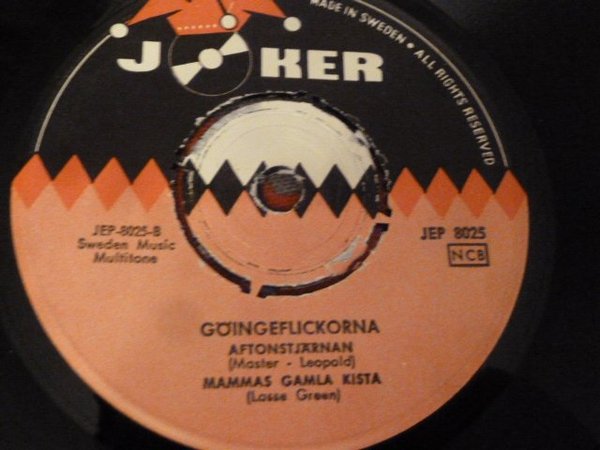 MADE IN SWEDEN • ALL RIGHTS RESERVED
JOKER
JEP-8025-B
Sweden Music
Multitone
JEP 8025
NCB
GÖINGEFLICKORNA
AFTONSTJÄRNAN
(Master - Leopold)
MAMMAS GAMLA KISTA
(Lasse Green)